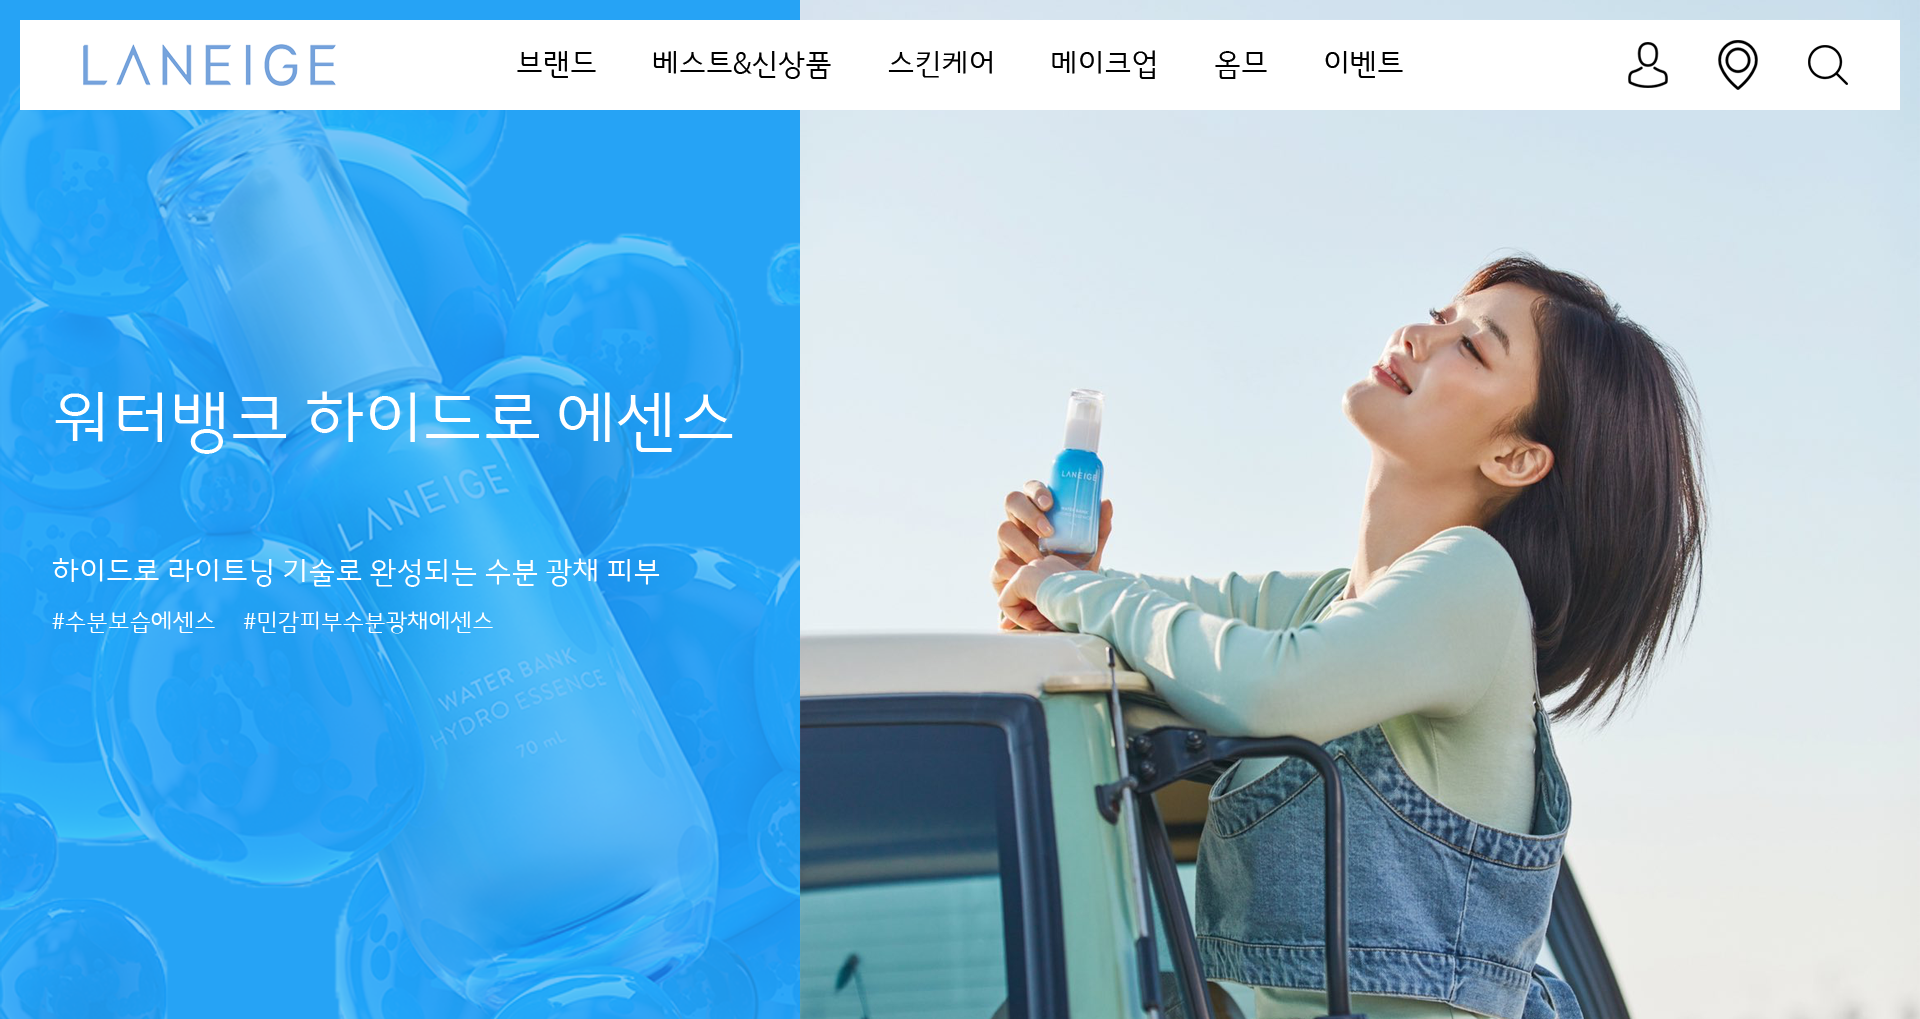 LANEIGE 브랜드 베스트&신상품 스킨케어 메이크업 옴므 이벤트
워터뱅크 하이드로 에센스
LANEIGE
LANEIGE
하이드로 라이트닝 기술로 완성되는 수분 광채 피부
#수분보습에센스 #민감피부수분광채에센스
WATER BANK
HYDRO ESSENCE
70 mL